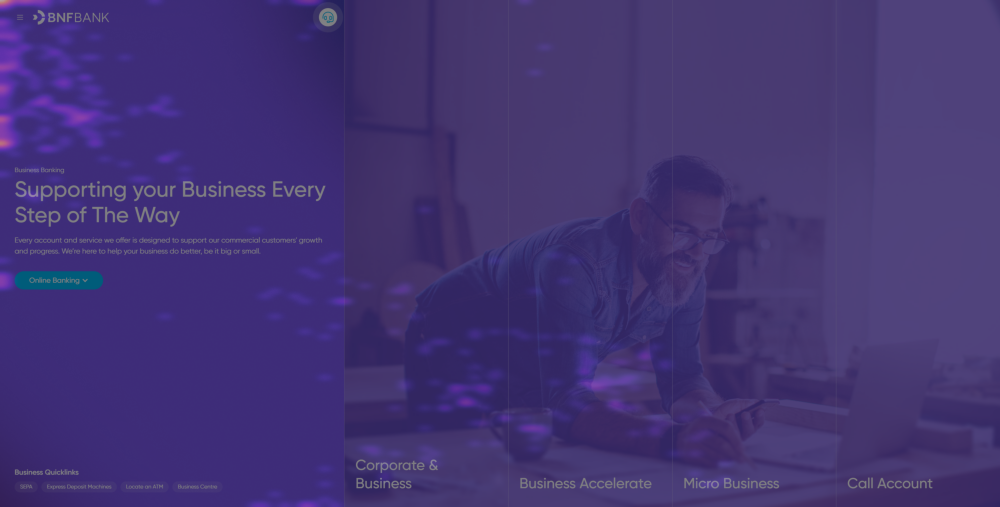 BNFBANK
Business Banking
Supporting your Business Every
Step of The Way
Every account and service we offer is designed to support our commercial customers' growth
and progress. We're here to help your business do better, be it big or small.
Online Banking
Business Quicklinks
SEPA
Express Deposit Machines
Locate an ATM
Business Centre
Corporate &
Business
Business Accelerate
Micro Business
Call Account